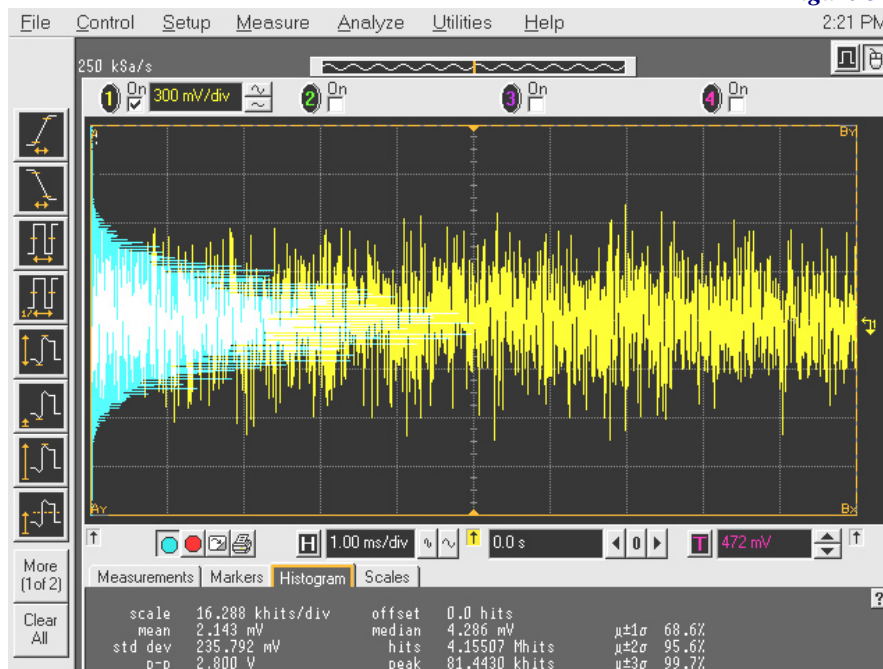 File Control Setup Measure Analyze Utilities Help 2:21 PM
250 kSa/s
1 On 300 mV/div 2 On 3 On 4 On
By
Ay Bx
H 1.00 ms/div 0.0 s 0 T 472 mV
More
(1 of 2)
Clear
All
Measurements Markers Histogram Scales
?
scale 16.288 khits/div offset 0.0 hits
mean 2.143 mV median 4.286 mV µ±1σ 68.6%
std dev 235.792 mV hits 4.15507 Mhits µ±2σ 95.6%
p-p 2.800 V peak 81.4430 khits µ±3σ 99.7%